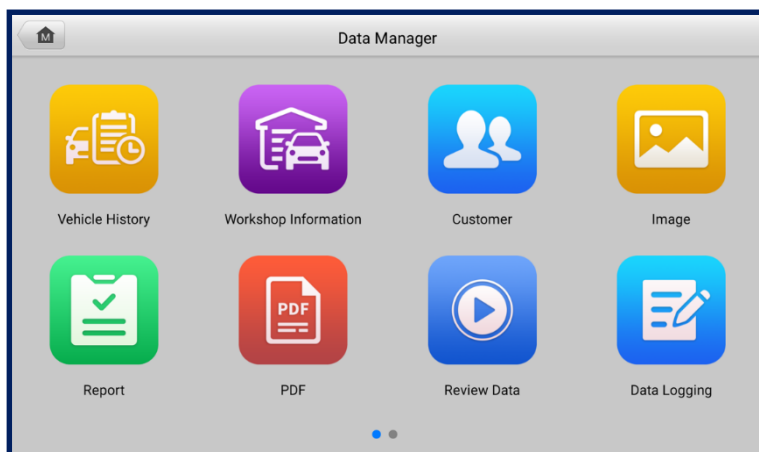 M
Data Manager
Vehicle History
Workshop Information
Customer
Image
PDF
Report
PDF
Review Data
Data Logging